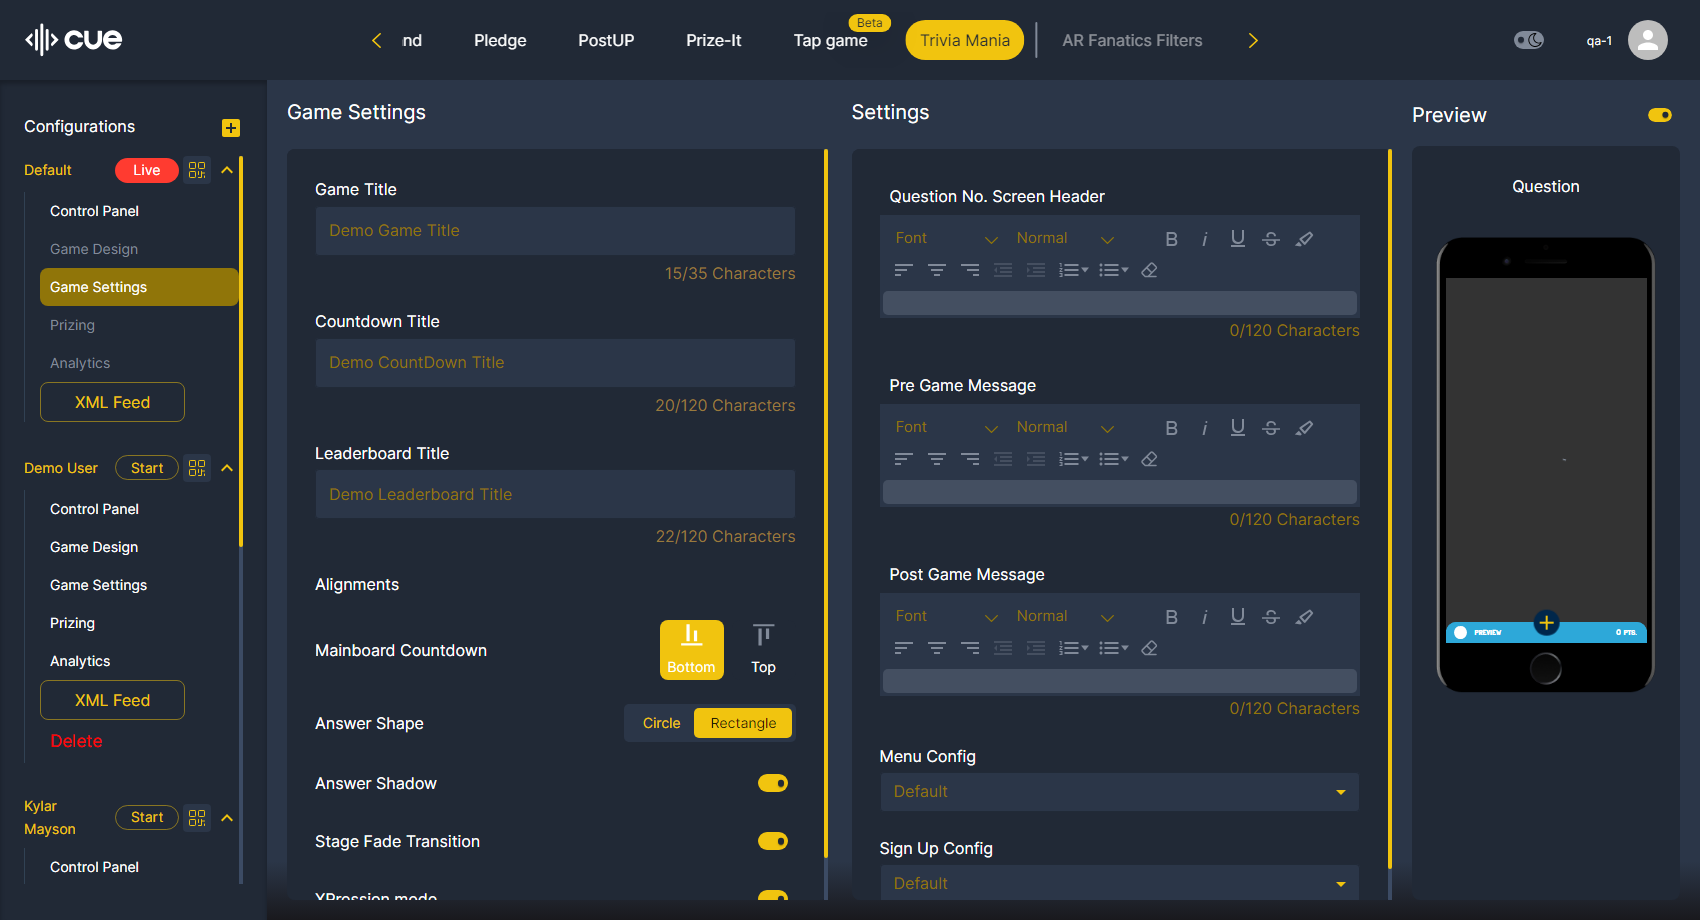 cue
Pledge
PostUP
Prize-It
Tap game
Beta
Trivia Mania
AR Fanatics Filters
qa-1
Configurations
Default
Live
Control Panel
Game Design
Game Settings
Prizing
Analytics
XML Feed
Demo User
Start
Control Panel
Game Design
Game Settings
Prizing
Analytics
XML Feed
Delete
Kylar
Mayson
Start
Control Panel
Game Settings
Game Title
Demo Game Title
15/35 Characters
Countdown Title
Demo CountDown Title
20/120 Characters
Leaderboard Title
Demo Leaderboard Title
22/120 Characters
Alignments
Mainboard Countdown
Bottom
Top
Answer Shape
Circle
Rectangle
Answer Shadow
Stage Fade Transition
XPression mode
Settings
Question No. Screen Header
Font
Normal
0/120 Characters
Pre Game Message
Font
Normal
0/120 Characters
Post Game Message
Font
Normal
0/120 Characters
Menu Config
Default
Sign Up Config
Default
Preview
Question
PREVIEW
0 PTS.